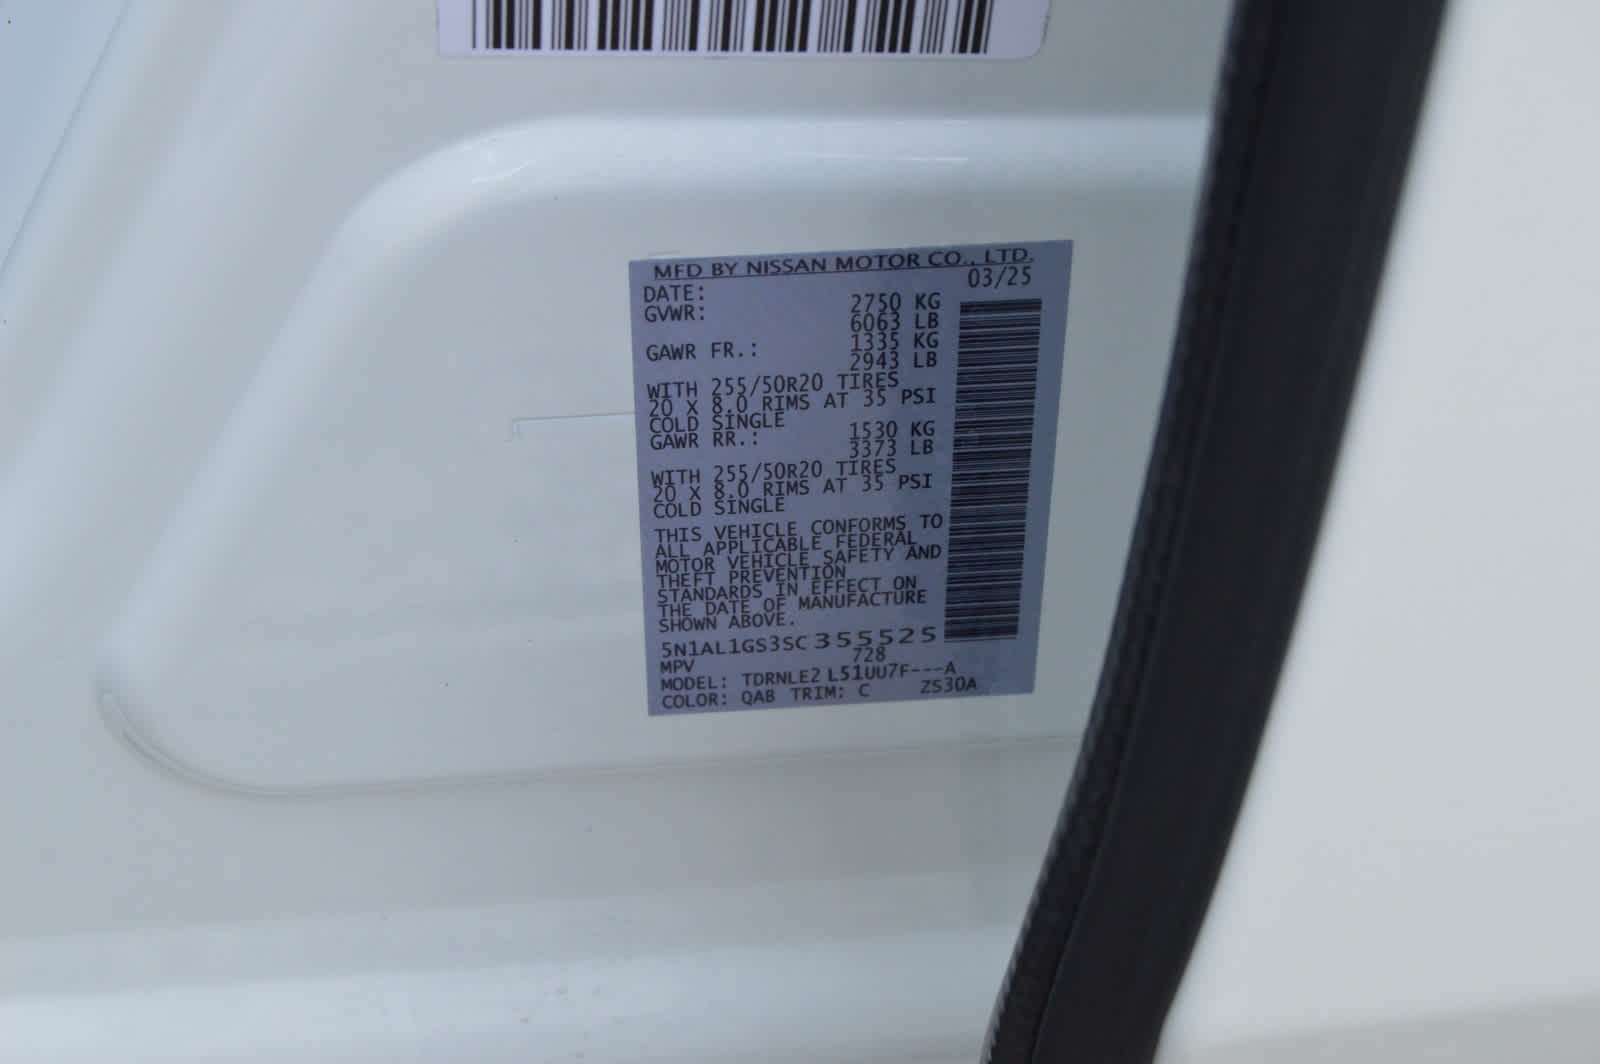 MFD BY NISSAN MOTOR CO., LTD.
DATE: 03/25
GVWR: 2750 KG
6063 LB
GAWR FR.: 1335 KG
2943 LB
WITH 255/50R20 TIRES
20 X 8.0 RIMS AT 35 PSI
COLD SINGLE
GAWR RR.: 1530 KG
3373 LB
WITH 255/50R20 TIRES
20 X 8.0 RIMS AT 35 PSI
COLD SINGLE
THIS VEHICLE CONFORMS TO
ALL APPLICABLE FEDERAL
MOTOR VEHICLE SAFETY AND
THEFT PREVENTION
STANDARDS IN EFFECT ON
THE DATE OF MANUFACTURE
SHOWN ABOVE.
5N1AL1GS3SC355525
MPV 728
MODEL: TDRNLE2 L51UU7F---A
COLOR: QAB TRIM: C ZS30A